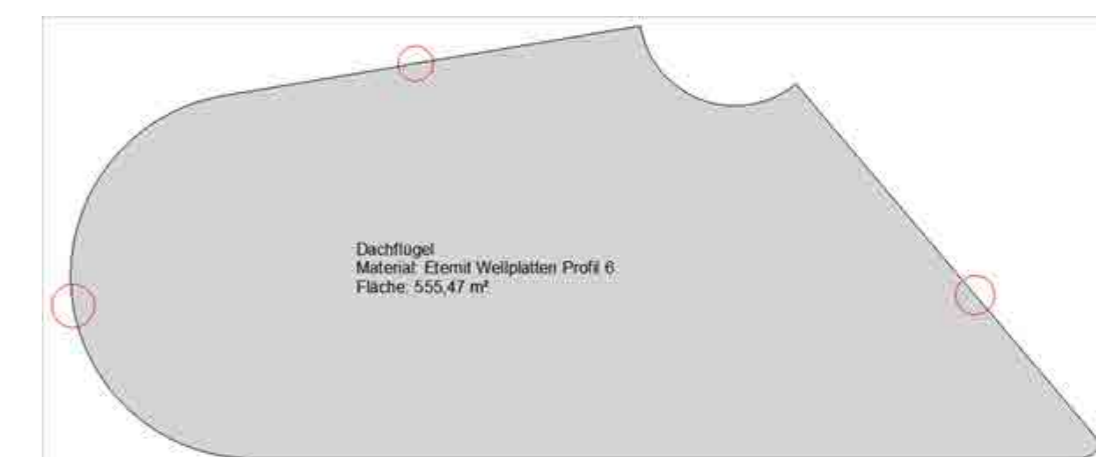 Dachflügel
Material: Eternit Wellplatten Profil 6
Fläche: 555,47 m²